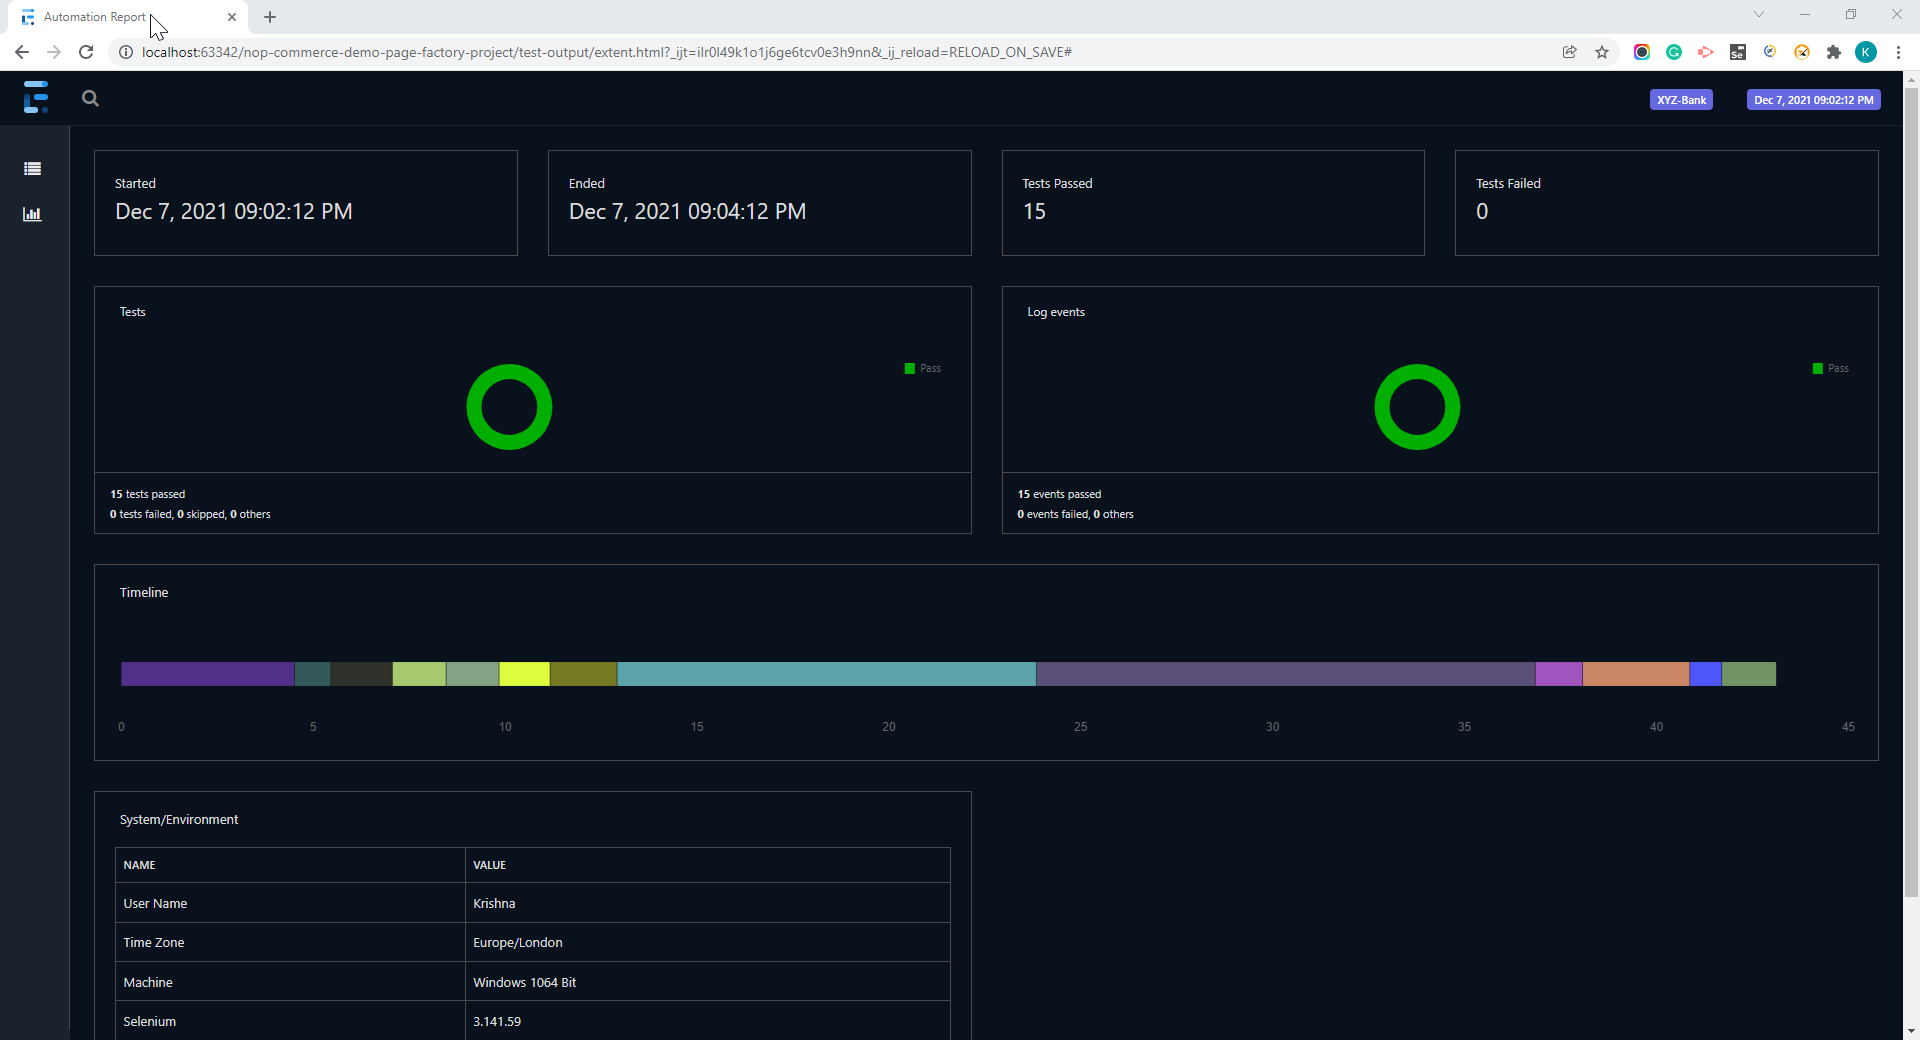 Automation Report
localhost:63342/nop-commerce-demo-page-factory-project/test-output/extent.html?_ijt=ilr0l49k1o1j6ge6tcv0e3h9nn&_ij_reload=RELOAD_ON_SAVE#
Se
K
XYZ-Bank
Dec 7, 2021 09:02:12 PM
Started
Dec 7, 2021 09:02:12 PM
Ended
Dec 7, 2021 09:04:12 PM
Tests Passed
15
Tests Failed
0
Tests
Pass
15 tests passed
0 tests failed, 0 skipped, 0 others
Log events
Pass
15 events passed
0 events failed, 0 others
Timeline
0 5 10 15 20 25 30 35 40 45
System/Environment
NAME VALUE
User Name Krishna
Time Zone Europe/London
Machine Windows 1064 Bit
Selenium 3.141.59